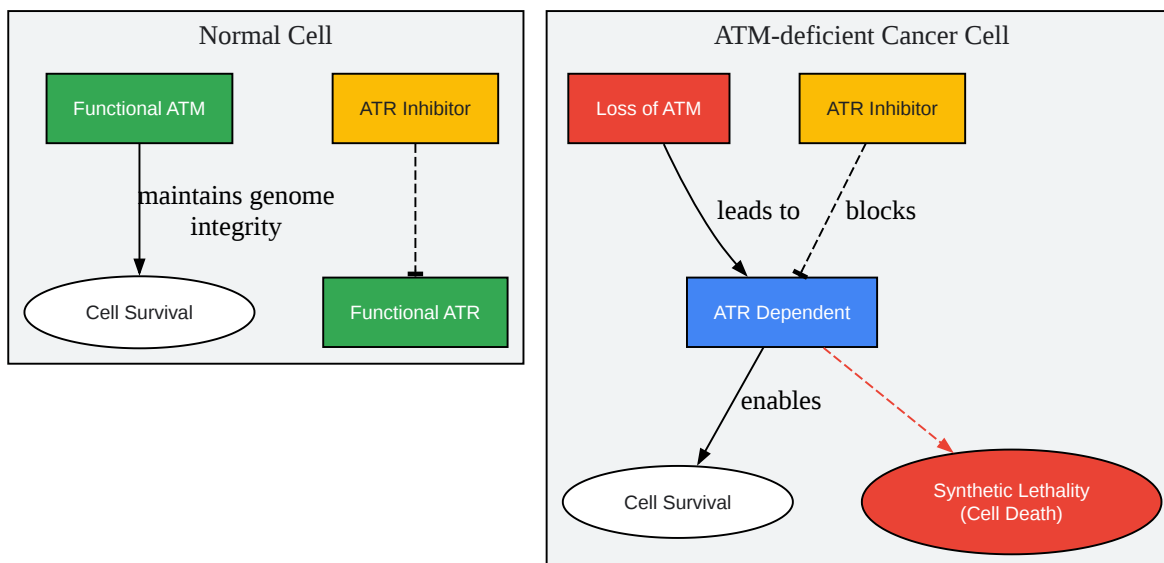 Normal Cell
Functional ATM
ATR Inhibitor
maintains genome
integrity
Cell Survival
Functional ATR
ATM-deficient Cancer Cell
Loss of ATM
ATR Inhibitor
leads to
blocks
ATR Dependent
enables
Cell Survival
Synthetic Lethality
(Cell Death)